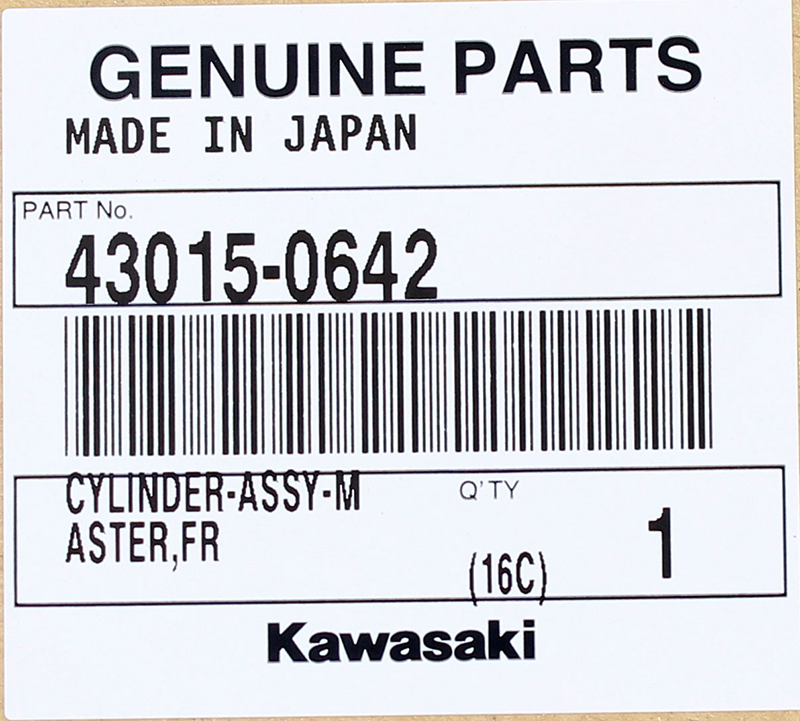 GENUINE PARTS
MADE IN JAPAN
PART No.
43015-0642
CYLINDER-ASSY-M
ASTER,FR
Q'TY
(16C)
1
Kawasaki